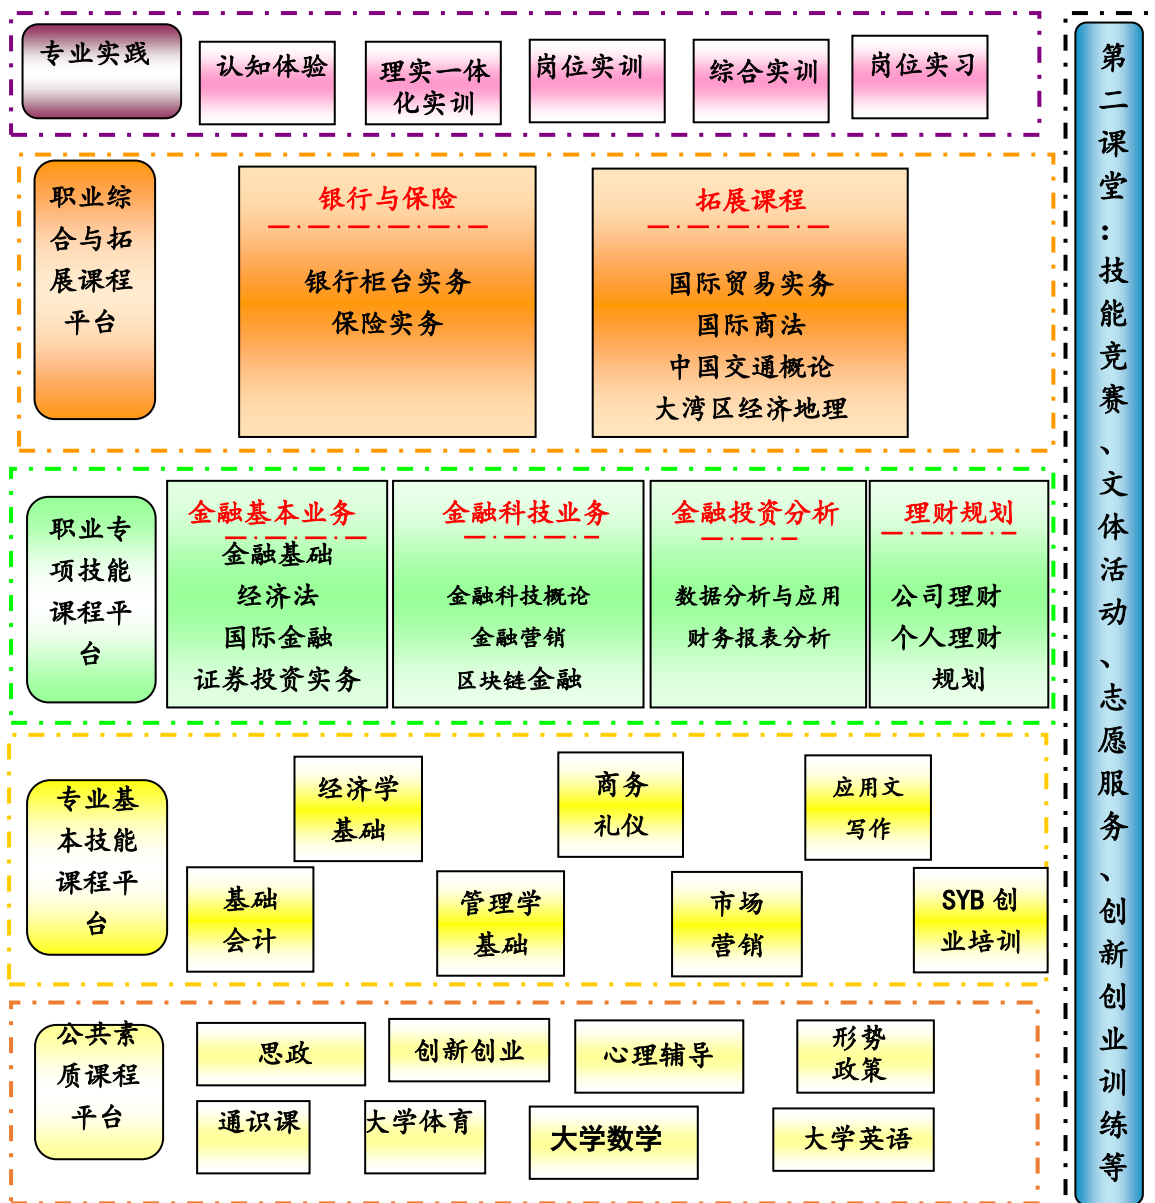 专业实践
认知体验
理实一体
化实训
岗位实训
综合实训
岗位实习
职业综
合与拓
展课程
平台
银行与保险
银行柜台实务
保险实务
拓展课程
国际贸易实务
国际商法
中国交通概论
大湾区经济地理
职业专
项技能
课程平
台
金融基本业务
金融基础
经济法
国际金融
证券投资实务
金融科技业务
金融科技概论
金融营销
区块链金融
金融投资分析
数据分析与应用
财务报表分析
理财规划
公司理财
个人理财
规划
专业基
本技能
课程平
台
经济学
基础
商务
礼仪
应用文
写作
基础
会计
管理学
基础
市场
营销
SYB 创
业培训
公共素
质课程
平台
思政
创新创业
心理辅导
形势
政策
通识课
大学体育
大学数学
大学英语
第二课堂：技能竞赛、文体活动、志愿服务、创新创业训练等